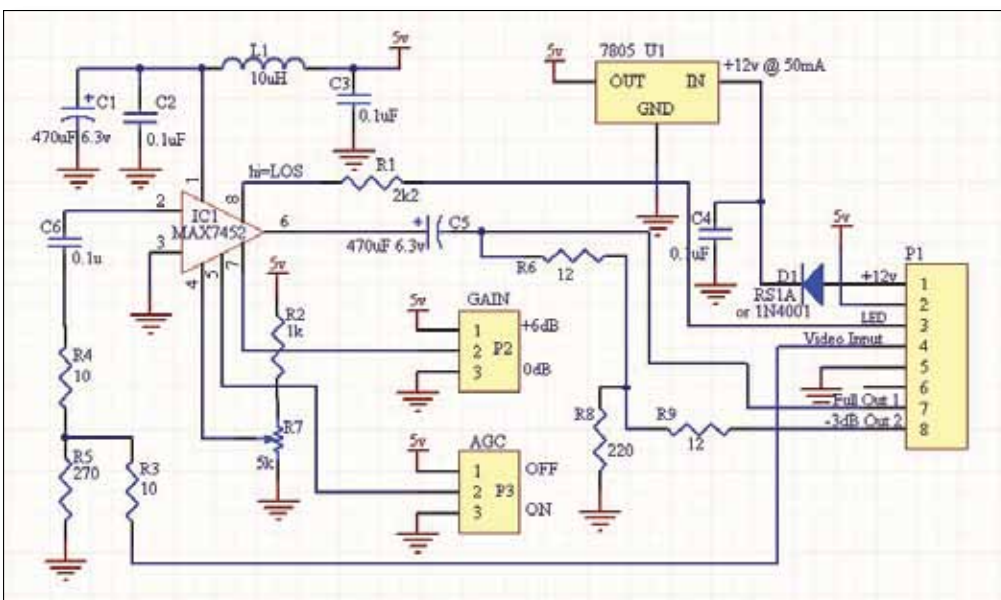 L1
10uH
5v
C1
470uF 6.3v
C2
0.1uF
C3
0.1uF
5v
7805 U1
OUT IN
GND
+12v @ 50mA
hi=LOS
R1
2k2
1
2
3
4
5
6
7
8
IC1
MAX7452
C6
0.1u
C5
470uF 6.3v
R6
12
C4
0.1uF
5v
D1
RS1A
or 1N4001
P1
+12v
LED
Video Input
Full Out 1
-3dB Out 2
1
2
3
4
5
6
7
8
5v
R2
1k
R7
5k
GAIN
5v
1
2
3
P2
+6dB
0dB
R4
10
R5
270
R3
10
AGC
5v
1
2
3
P3
OFF
ON
R8
220
R9
12